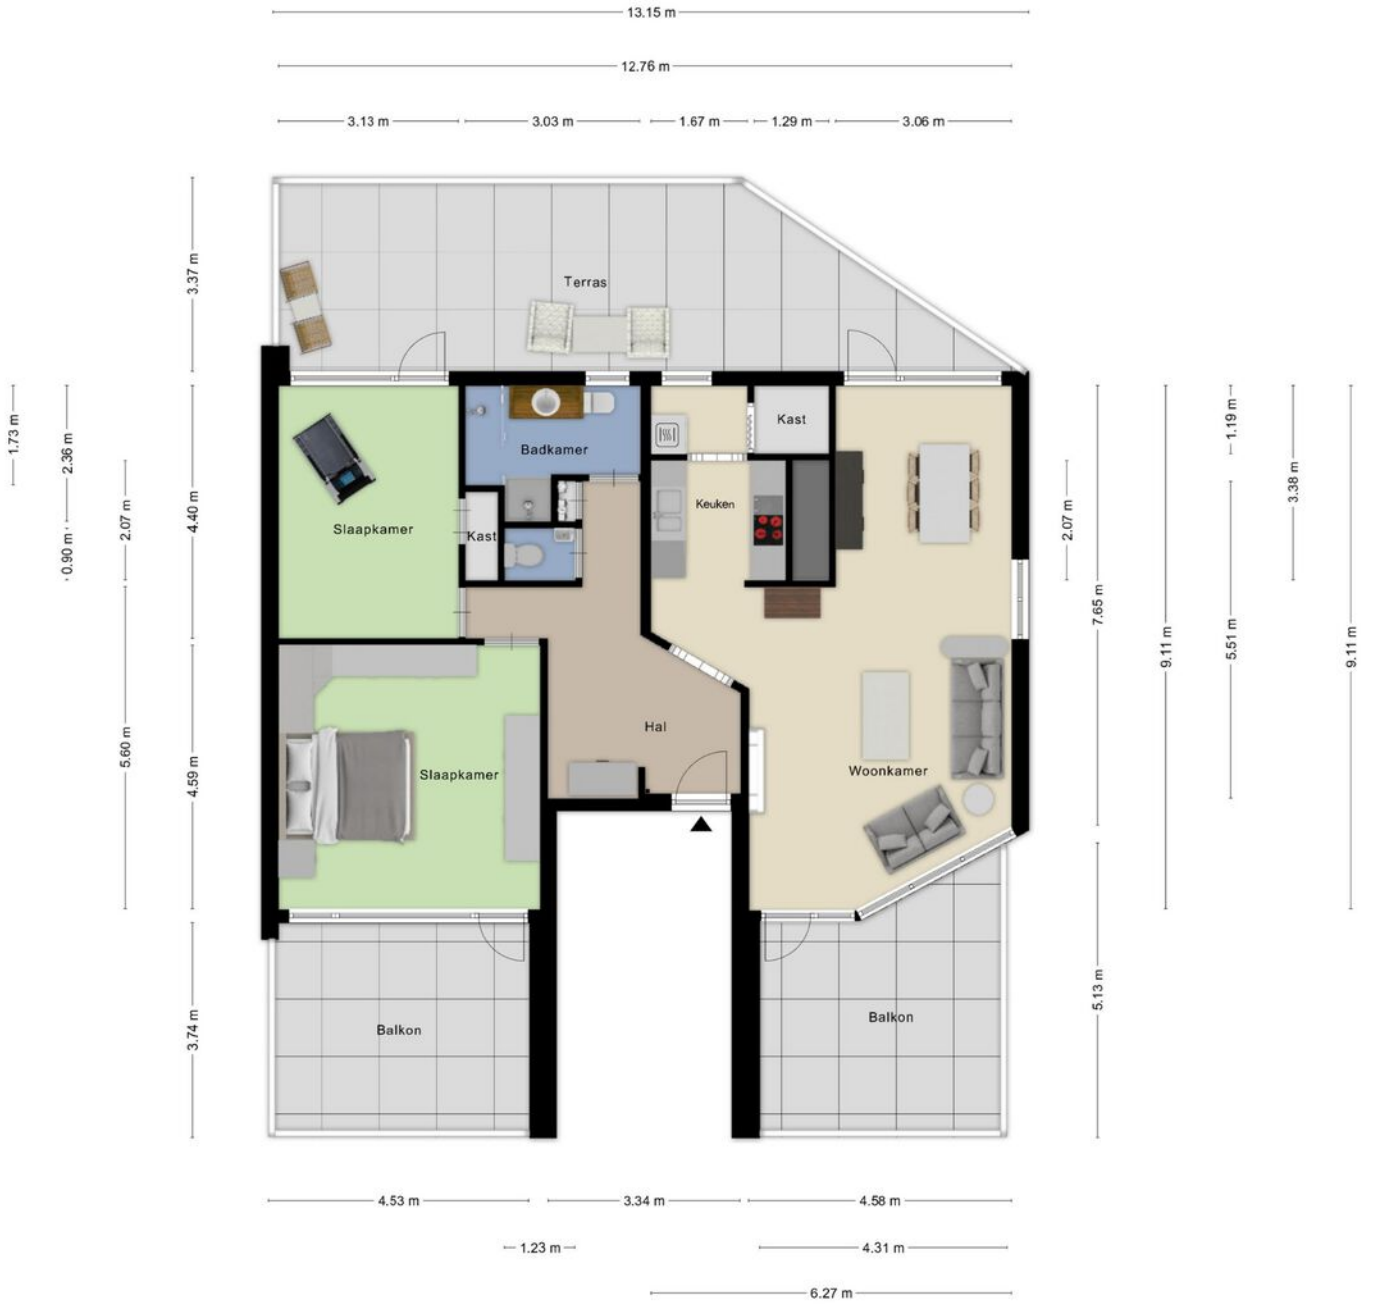 13.15 m
12.76 m
3.13 m
3.03 m
1.67 m
1.29 m
3.06 m
3.37 m
Terras
1.73 m
2.36 m
0.90 m
2.07 m
4.40 m
Slaapkamer
Badkamer
Kast
Kast
Keuken
2.07 m
7.65 m
9.11 m
1.19 m
5.51 m
3.38 m
9.11 m
5.60 m
4.59 m
Slaapkamer
Hal
Woonkamer
3.74 m
Balkon
Balkon
5.13 m
4.53 m
3.34 m
4.58 m
1.23 m
4.31 m
6.27 m